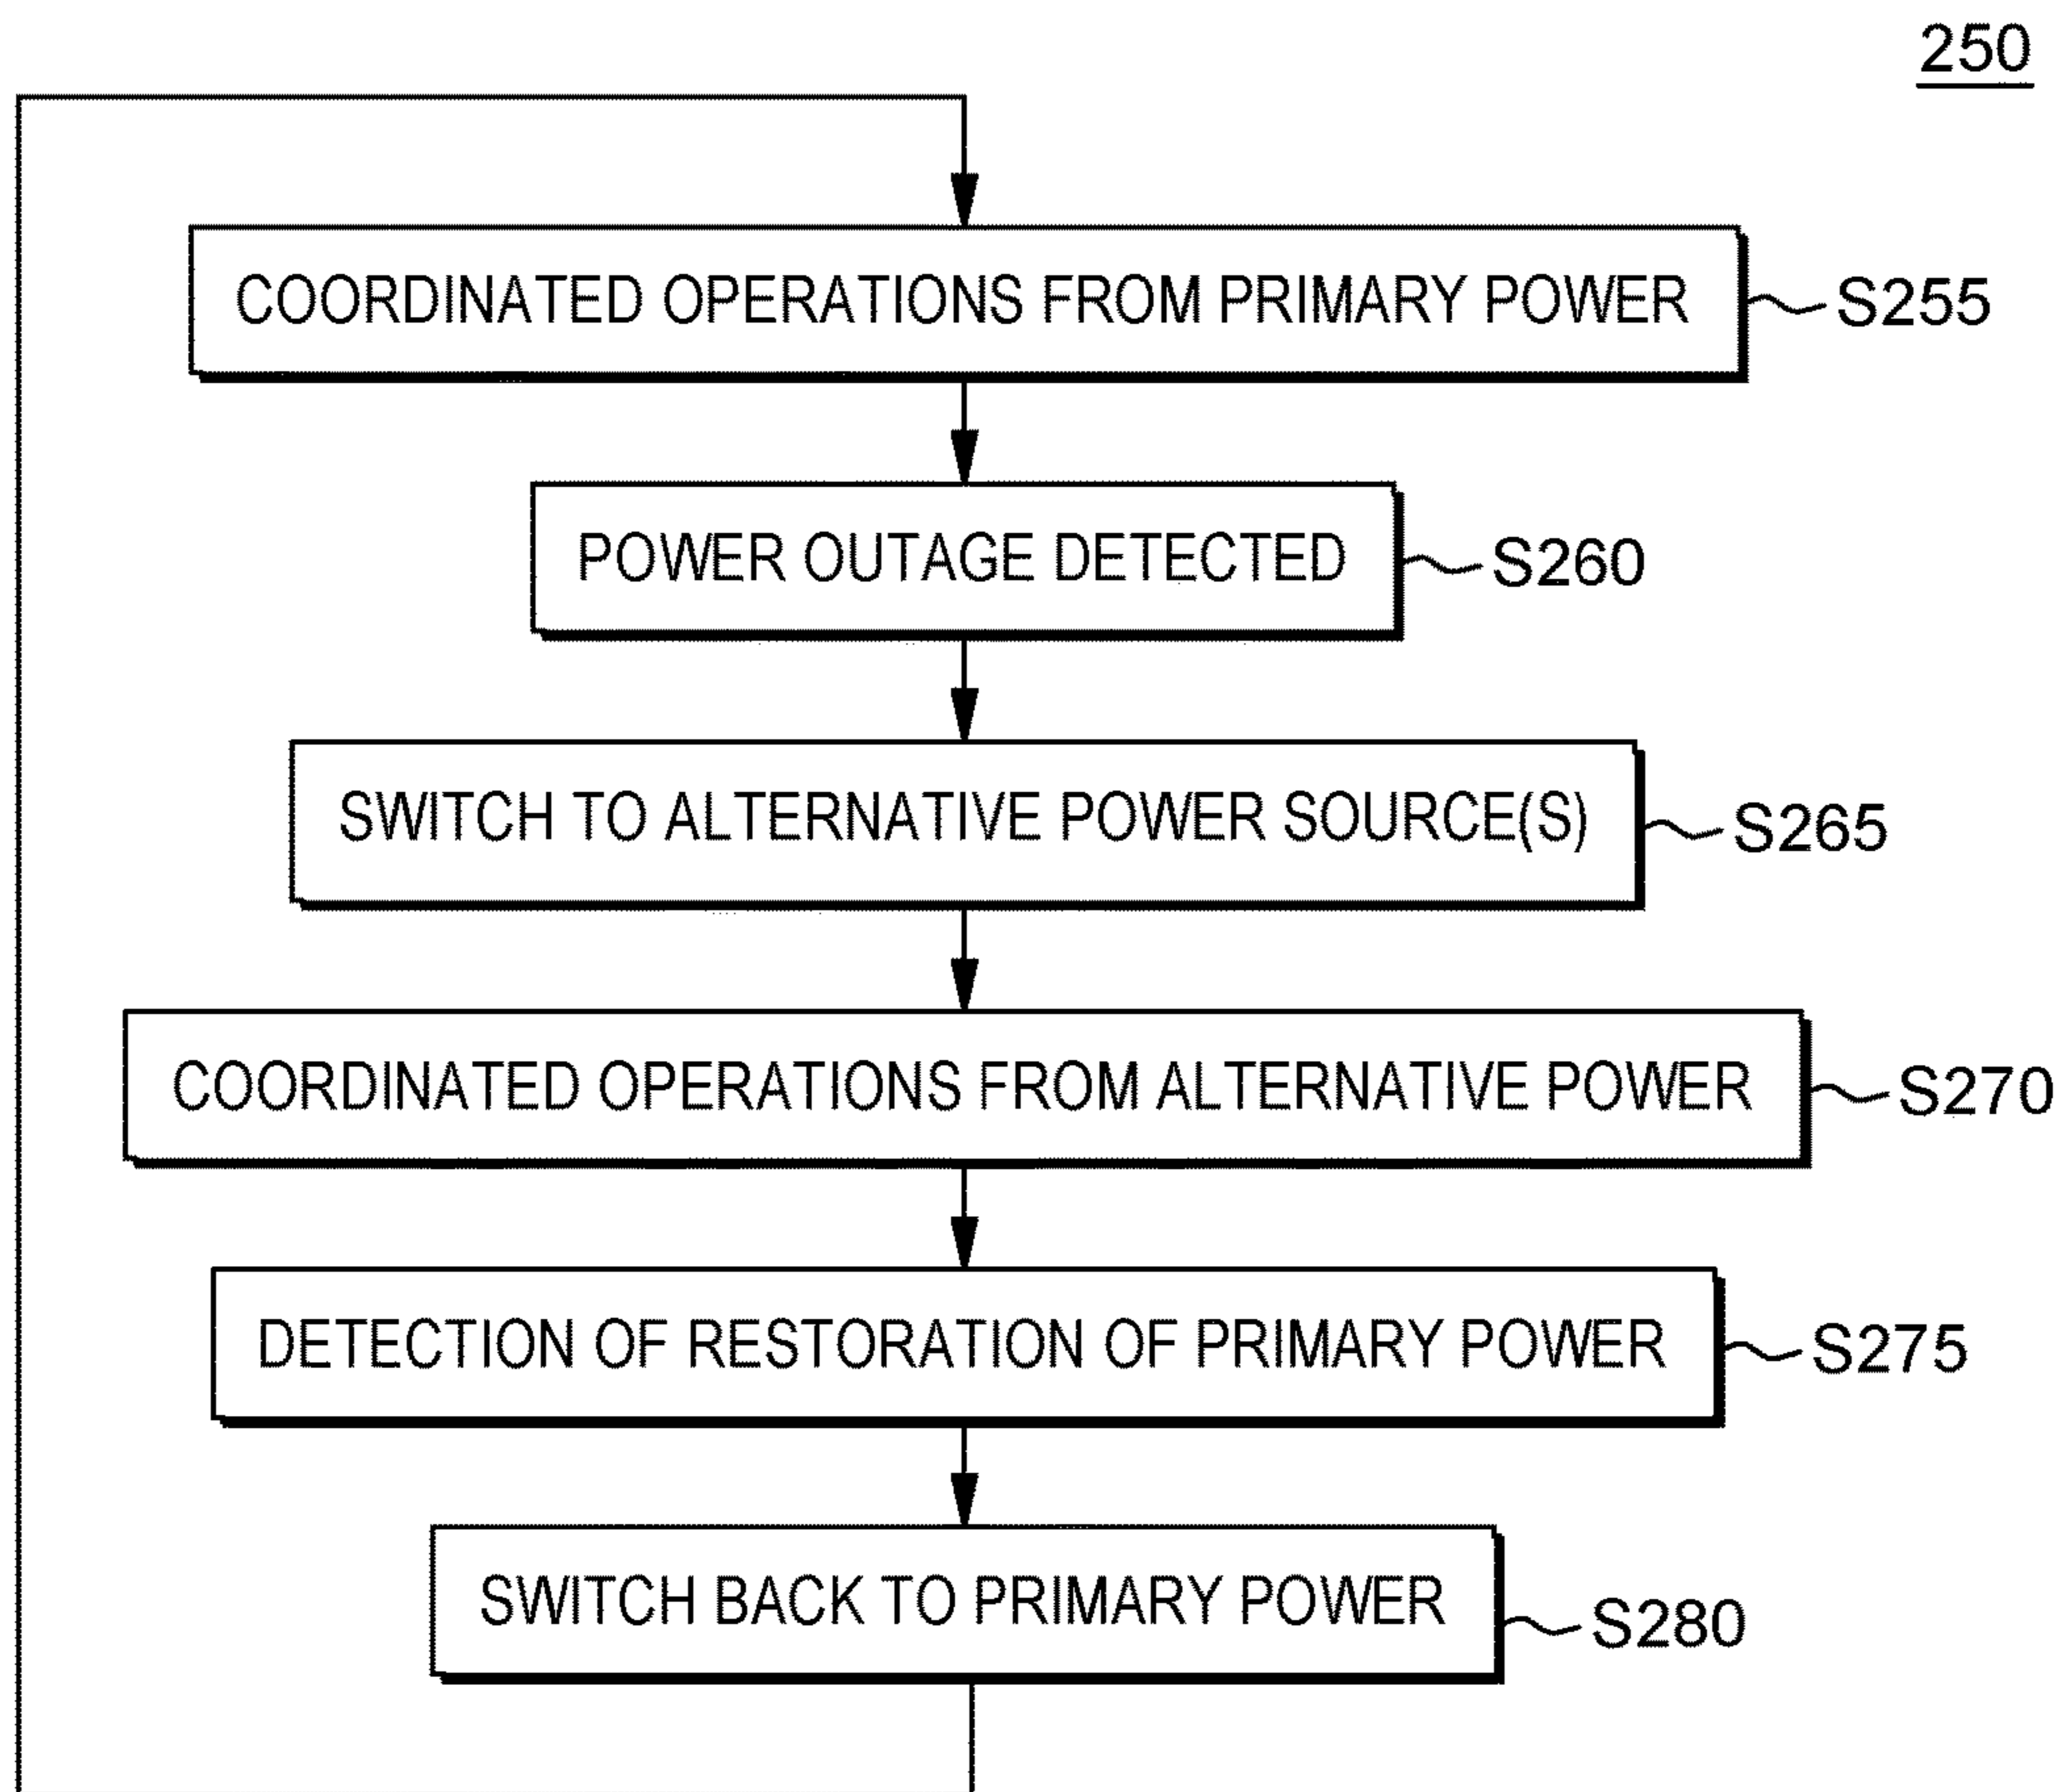 250
COORDINATED OPERATIONS FROM PRIMARY POWER
S255
POWER OUTAGE DETECTED
S260
SWITCH TO ALTERNATIVE POWER SOURCE(S)
S265
COORDINATED OPERATIONS FROM ALTERNATIVE POWER
S270
DETECTION OF RESTORATION OF PRIMARY POWER
S275
SWITCH BACK TO PRIMARY POWER
S280